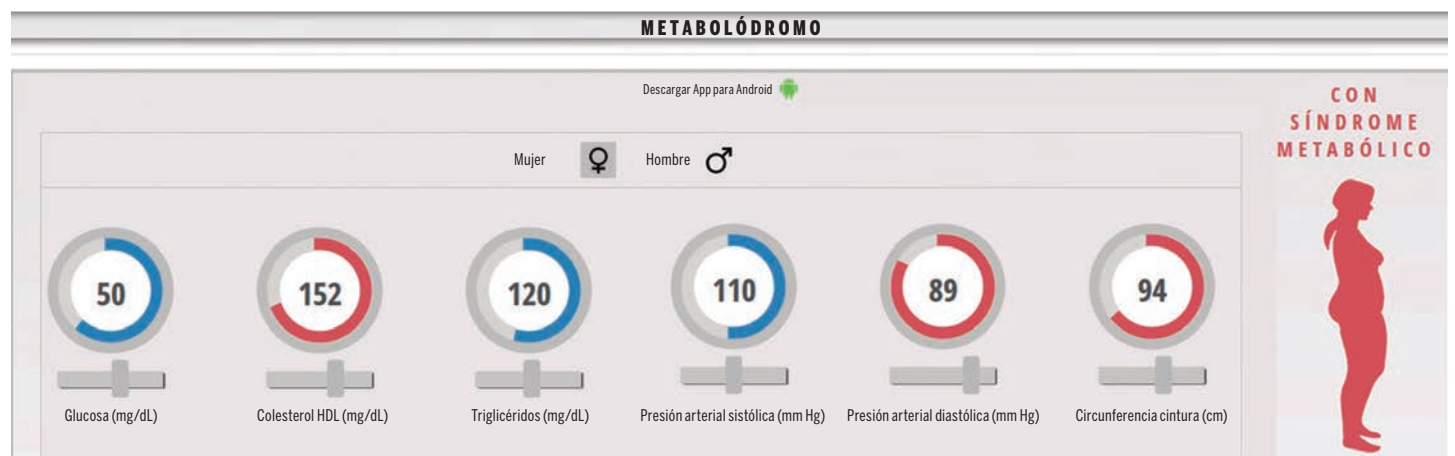 METABOLÓDROMO
Descargar App para Android
CON
SÍNDROME
METABÓLICO
Mujer Hombre
50 152 120 110 89 94
Glucosa (mg/dL) Colesterol HDL (mg/dL) Triglicéridos (mg/dL) Presión arterial sistólica (mm Hg) Presión arterial diastólica (mm Hg) Circunferencia cintura (cm)